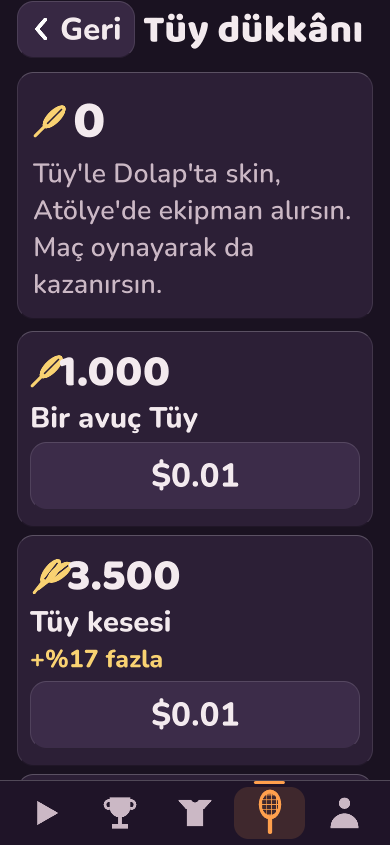 Geri
Tüy dükkânı
0
Tüy'le Dolap'ta skin,
Atölye'de ekipman alırsın.
Maç oynayarak da
kazanırsın.
1.000
Bir avuç Tüy
$0.01
3.500
Tüy kesesi
+%17 fazla
$0.01